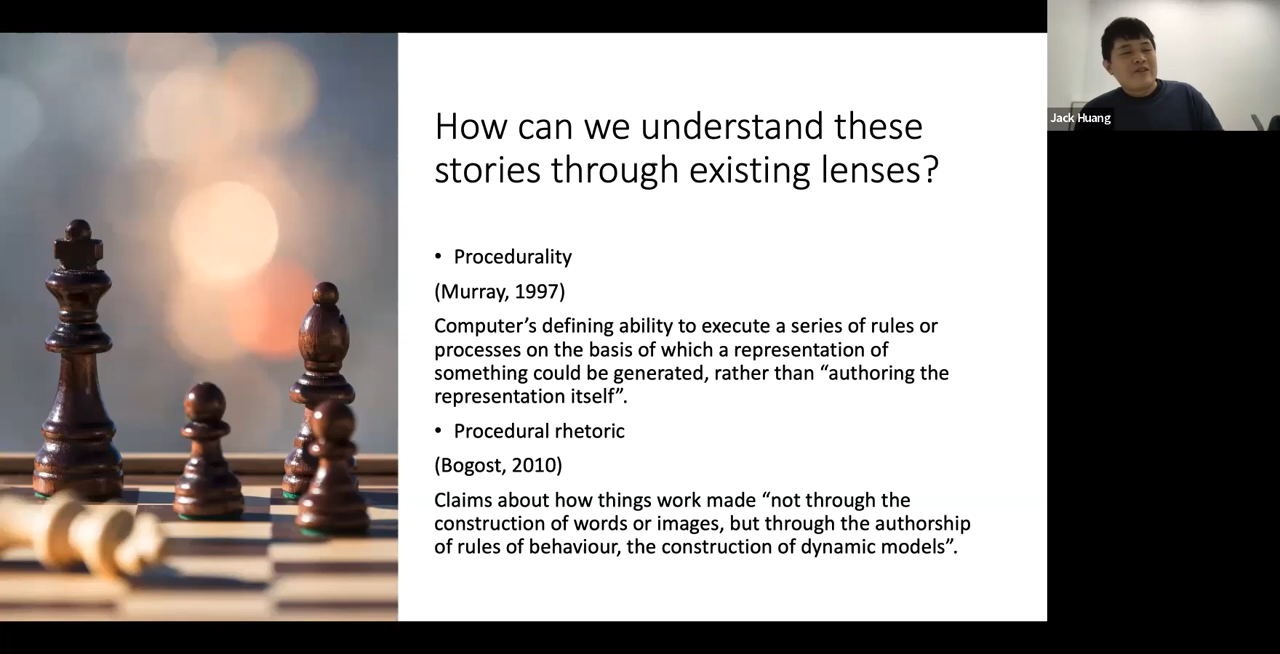 How can we understand these
stories through existing lenses?
• Procedurality
(Murray, 1997)
Computer’s defining ability to execute a series of rules or
processes on the basis of which a representation of
something could be generated, rather than “authoring the
representation itself”.
• Procedural rhetoric
(Bogost, 2010)
Claims about how things work made “not through the
construction of words or images, but through the authorship
of rules of behaviour, the construction of dynamic models”.
Jack Huang